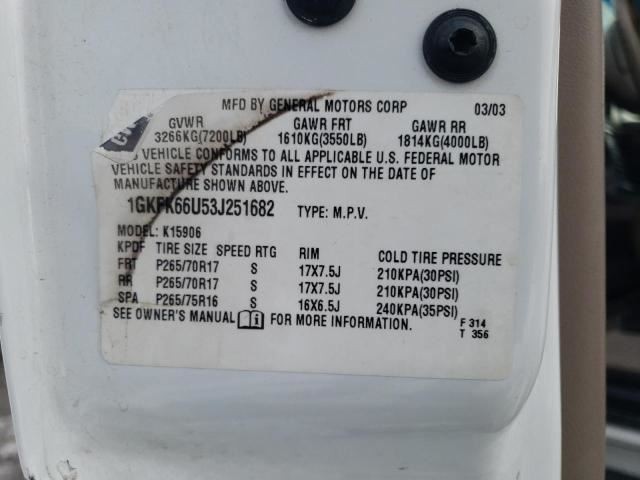 MFD BY GENERAL MOTORS CORP 03/03
GVWR GAWR FRT GAWR RR
3266KG(7200LB) 1610KG(3550LB) 1814KG(4000LB)
VEHICLE CONFORMS TO ALL APPLICABLE U.S. FEDERAL MOTOR
VEHICLE SAFETY STANDARDS IN EFFECT ON THE DATE OF
MANUFACTURE SHOWN ABOVE.
1GKFK66U53J251682 TYPE: M.P.V.
MODEL: K15906
KPDF TIRE SIZE SPEED RTG RIM COLD TIRE PRESSURE
FRT P265/70R17 S 17X7.5J 210KPA(30PSI)
RR P265/70R17 S 17X7.5J 210KPA(30PSI)
SPA P265/75R16 S 16X6.5J 240KPA(35PSI)
SEE OWNER'S MANUAL FOR MORE INFORMATION.
F 314
T 356